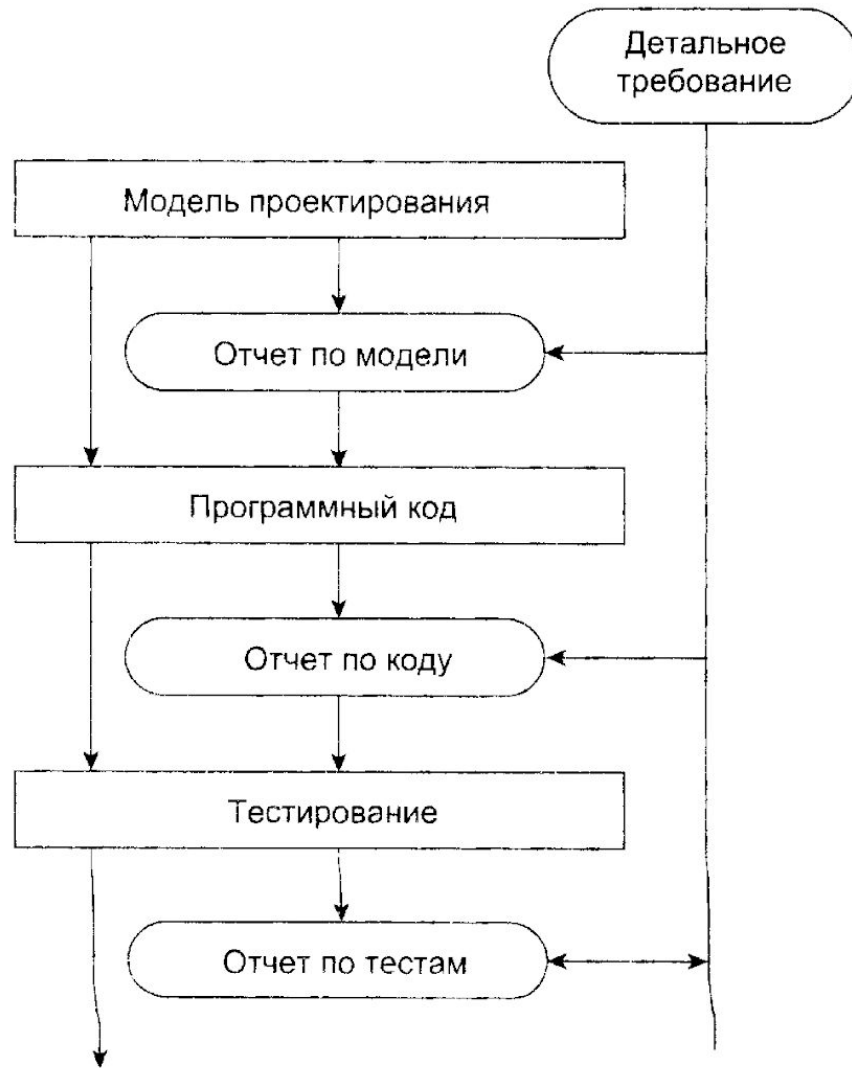 Детальное
требование
Модель проектирования
Отчет по модели
Программный код
Отчет по коду
Тестирование
Отчет по тестам